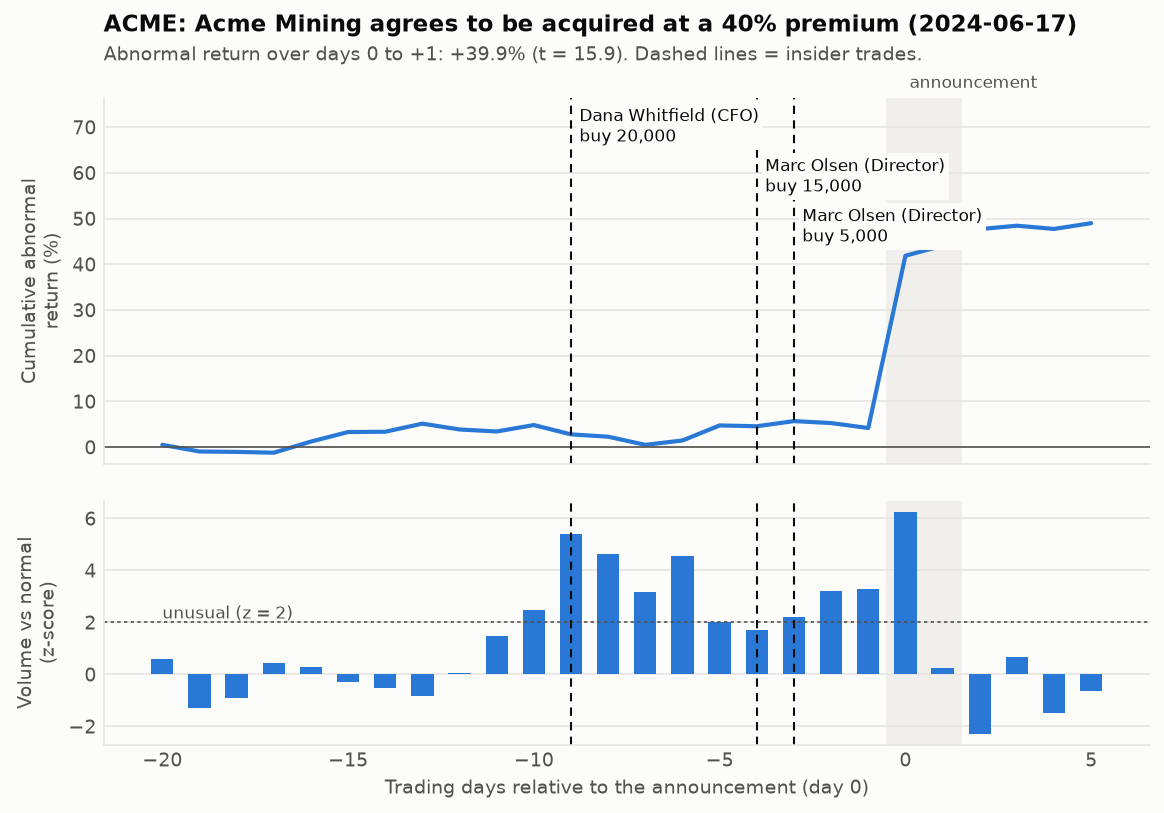 ACME: Acme Mining agrees to be acquired at a 40% premium (2024-06-17)
Abnormal return over days 0 to +1: +39.9% (t = 15.9). Dashed lines = insider trades.
announcement
Cumulative abnormal
return (%)
70
60
50
40
30
20
10
0
Dana Whitfield (CFO)
buy 20,000
Marc Olsen (Director)
buy 15,000
Marc Olsen (Director)
buy 5,000
Volume vs normal
(z-score)
6
4
2
0
−2
unusual (z = 2)
−20
−15
−10
−5
0
5
Trading days relative to the announcement (day 0)